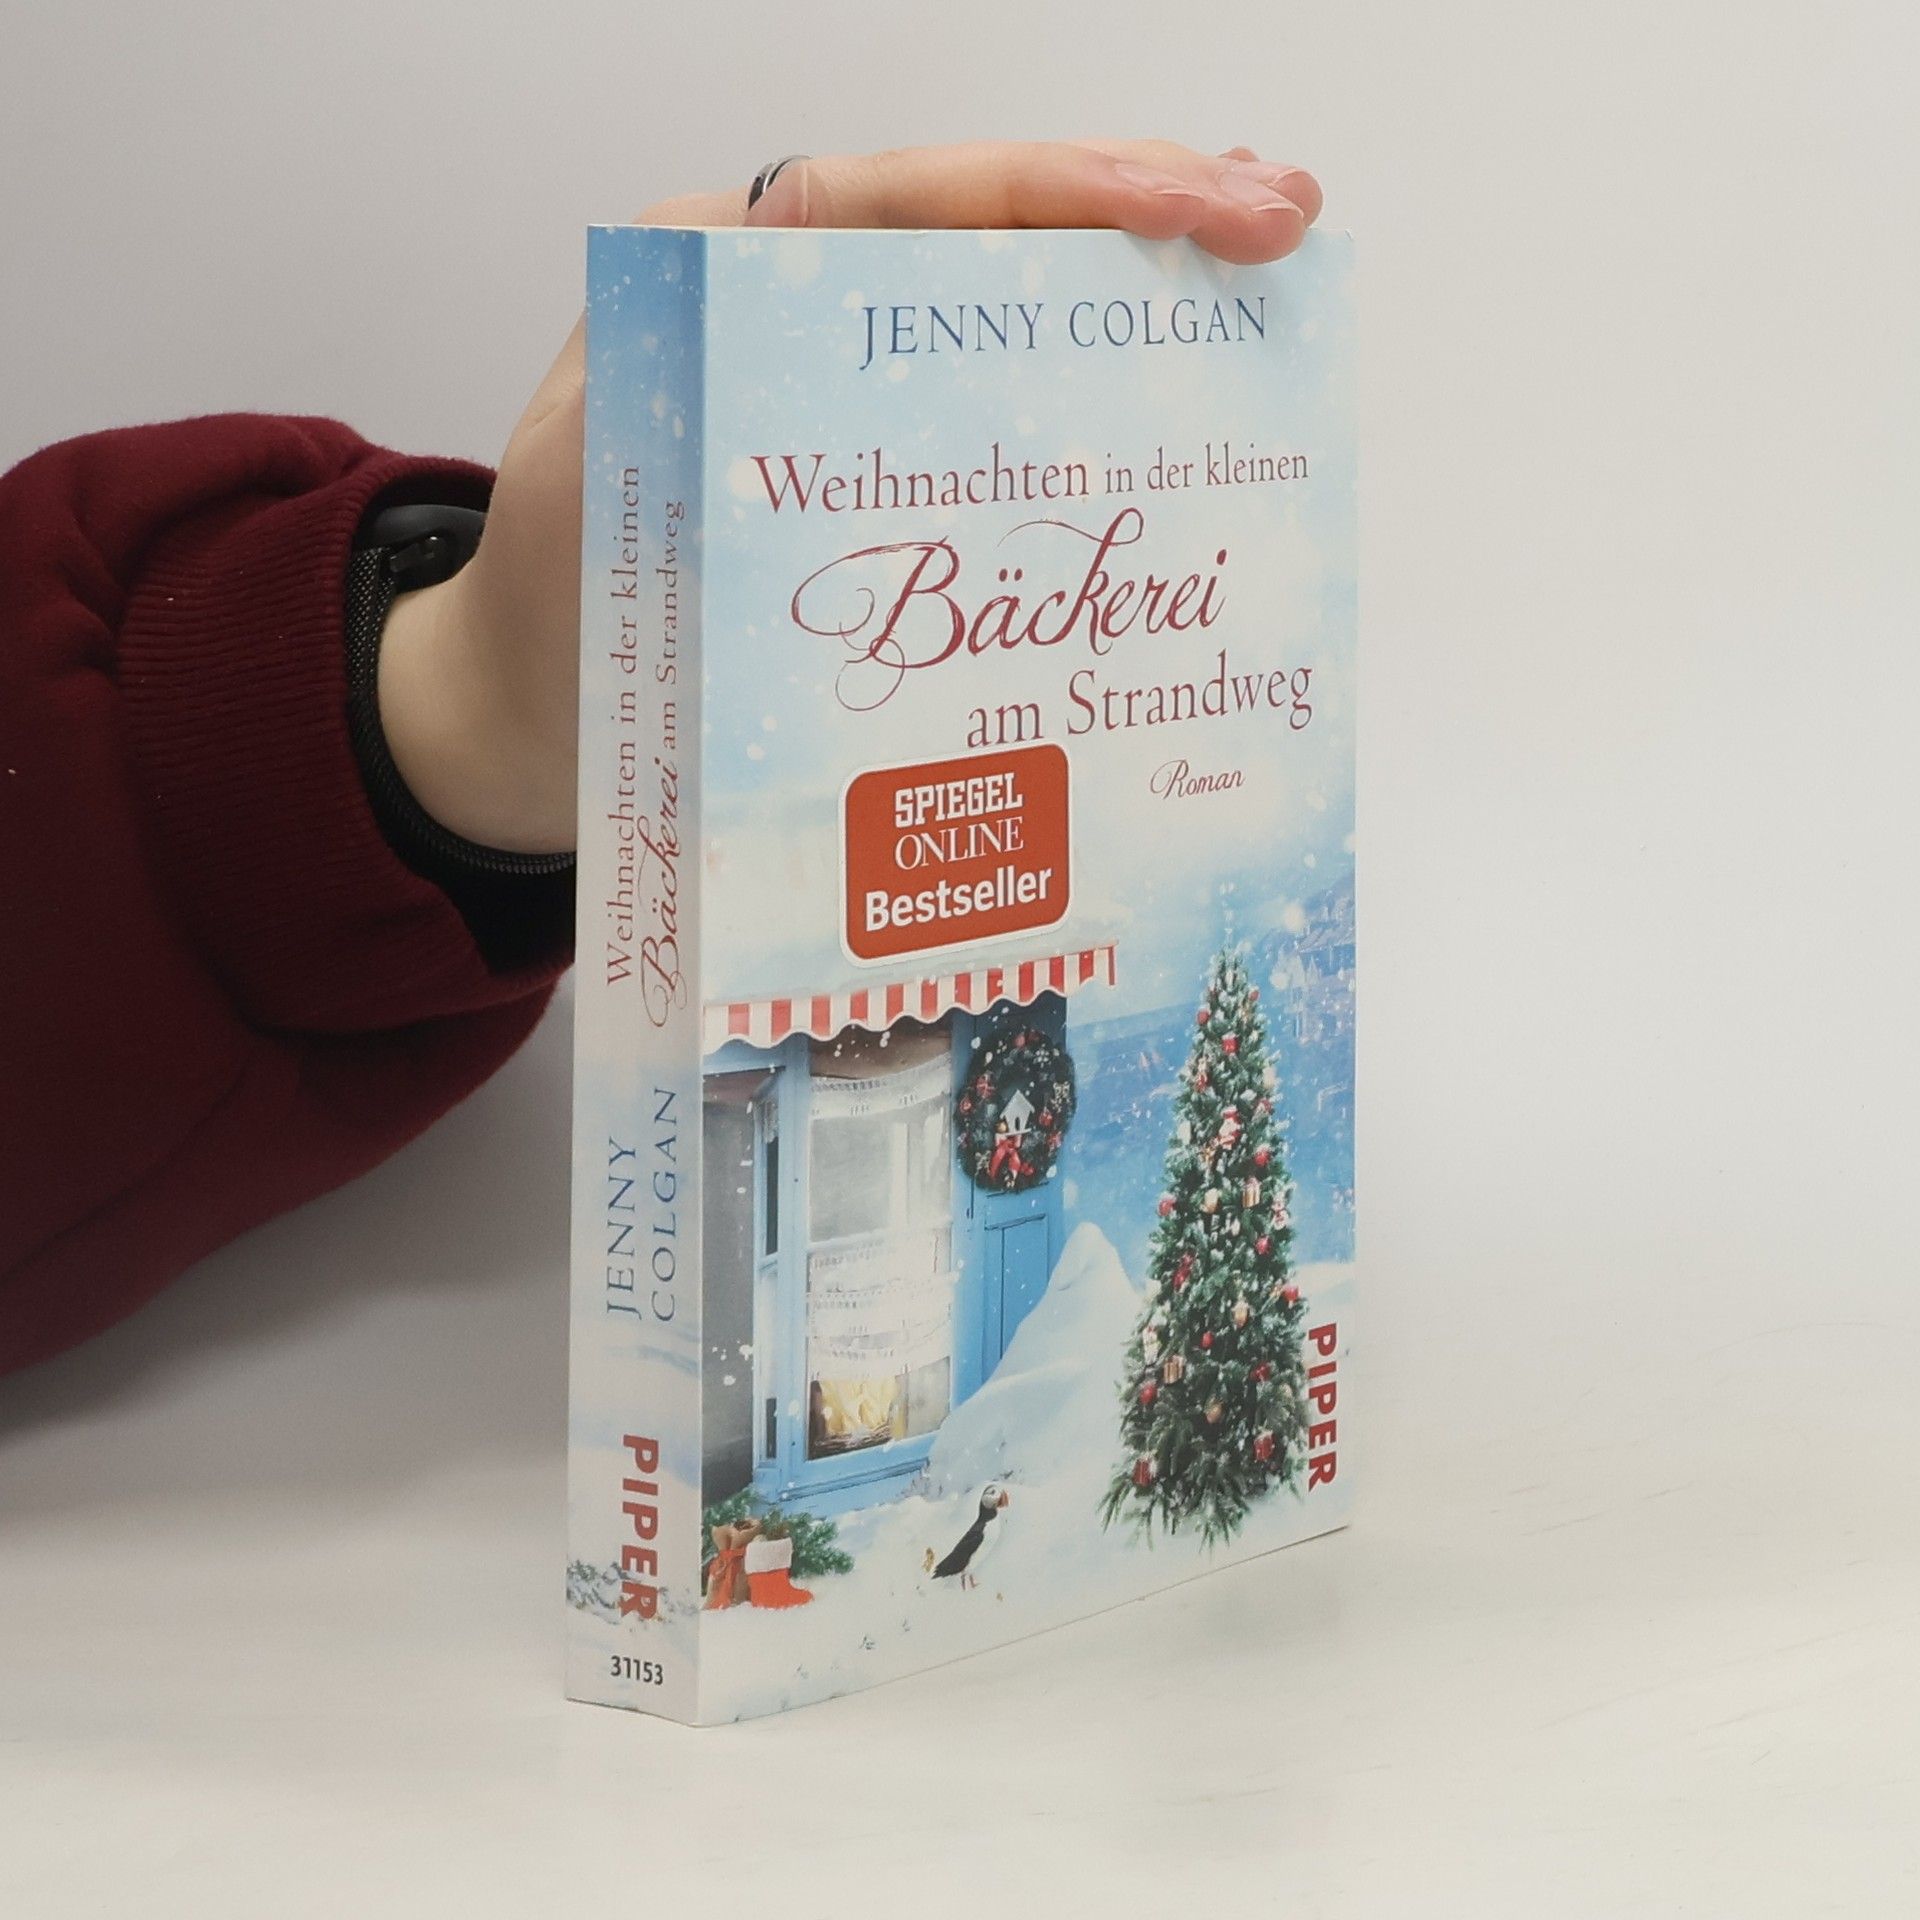 JENNY COLGAN
Weihnachten in der kleinen
Bäckerei
am Strandweg
Roman
SPIEGEL
ONLINE
Bestseller
PIPER
Weihnachten in der kleinen
Bäckerei am Strandweg
JENNY
COLGAN
PIPER
31153